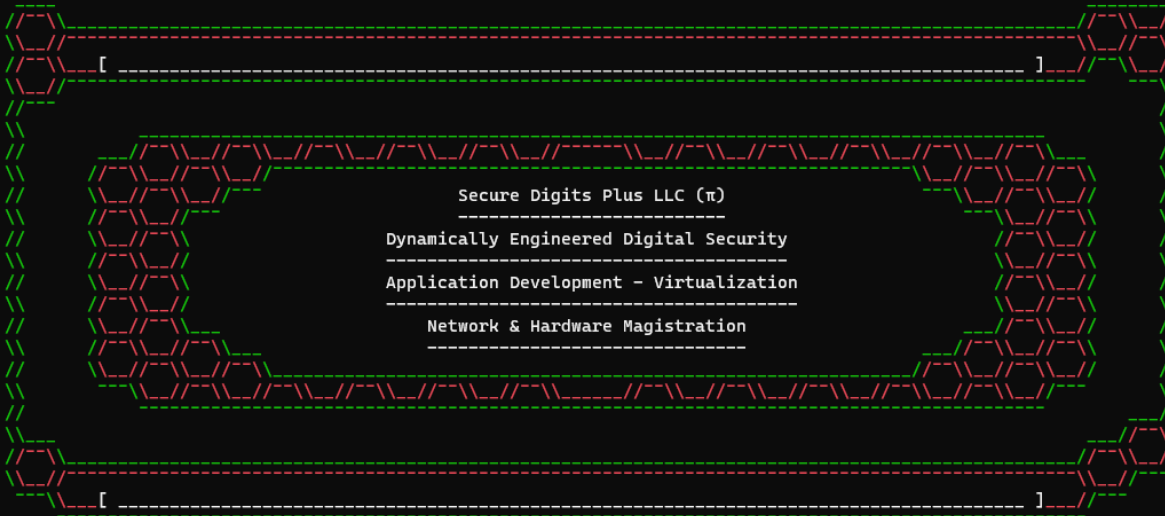 Secure Digits Plus LLC (π)
Dynamically Engineered Digital Security
Application Development - Virtualization
Network & Hardware Magistration